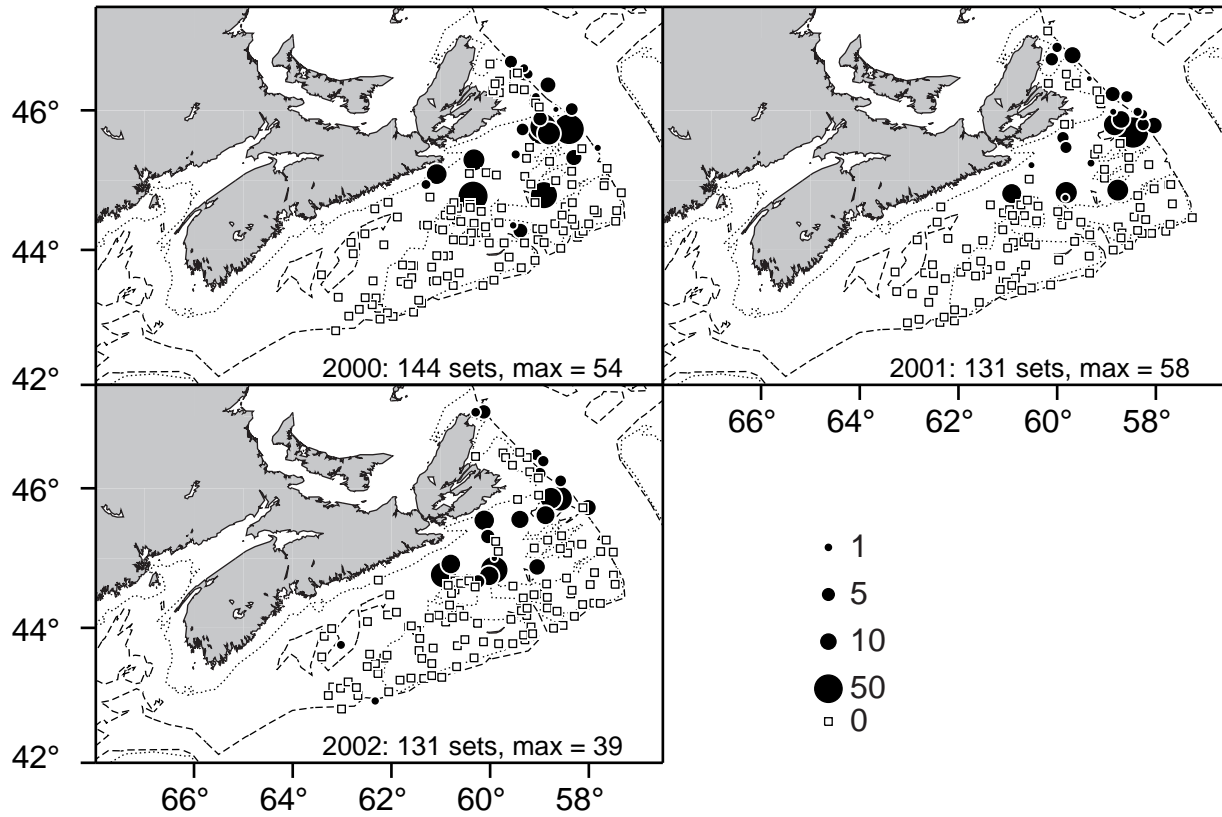 46°
44°
42°
2000: 144 sets, max = 54
2001: 131 sets, max = 58
66° 64° 62° 60° 58°
46°
44°
42°
2002: 131 sets, max = 39
66° 64° 62° 60° 58°
1
5
10
50
0